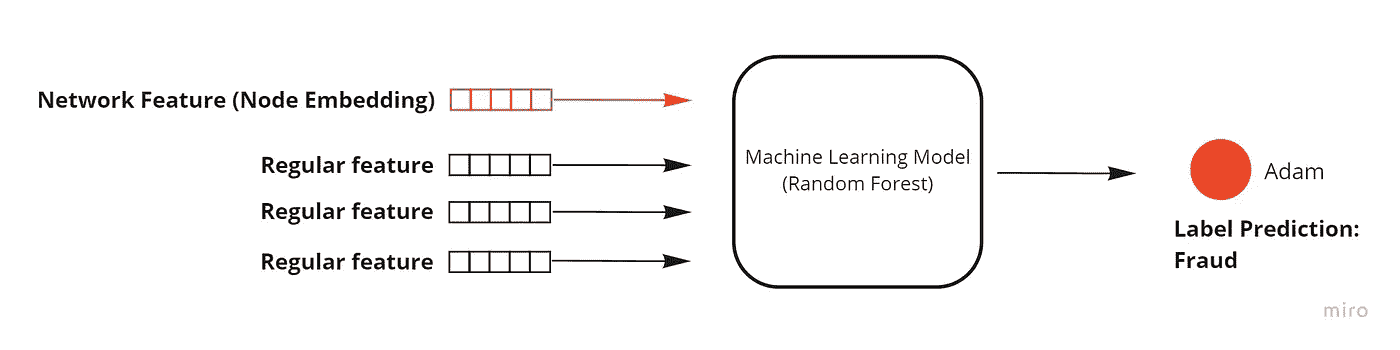 Network Feature (Node Embedding)
Regular feature
Regular feature
Regular feature
Machine Learning Model
(Random Forest)
Adam
Label Prediction:
Fraud
miro